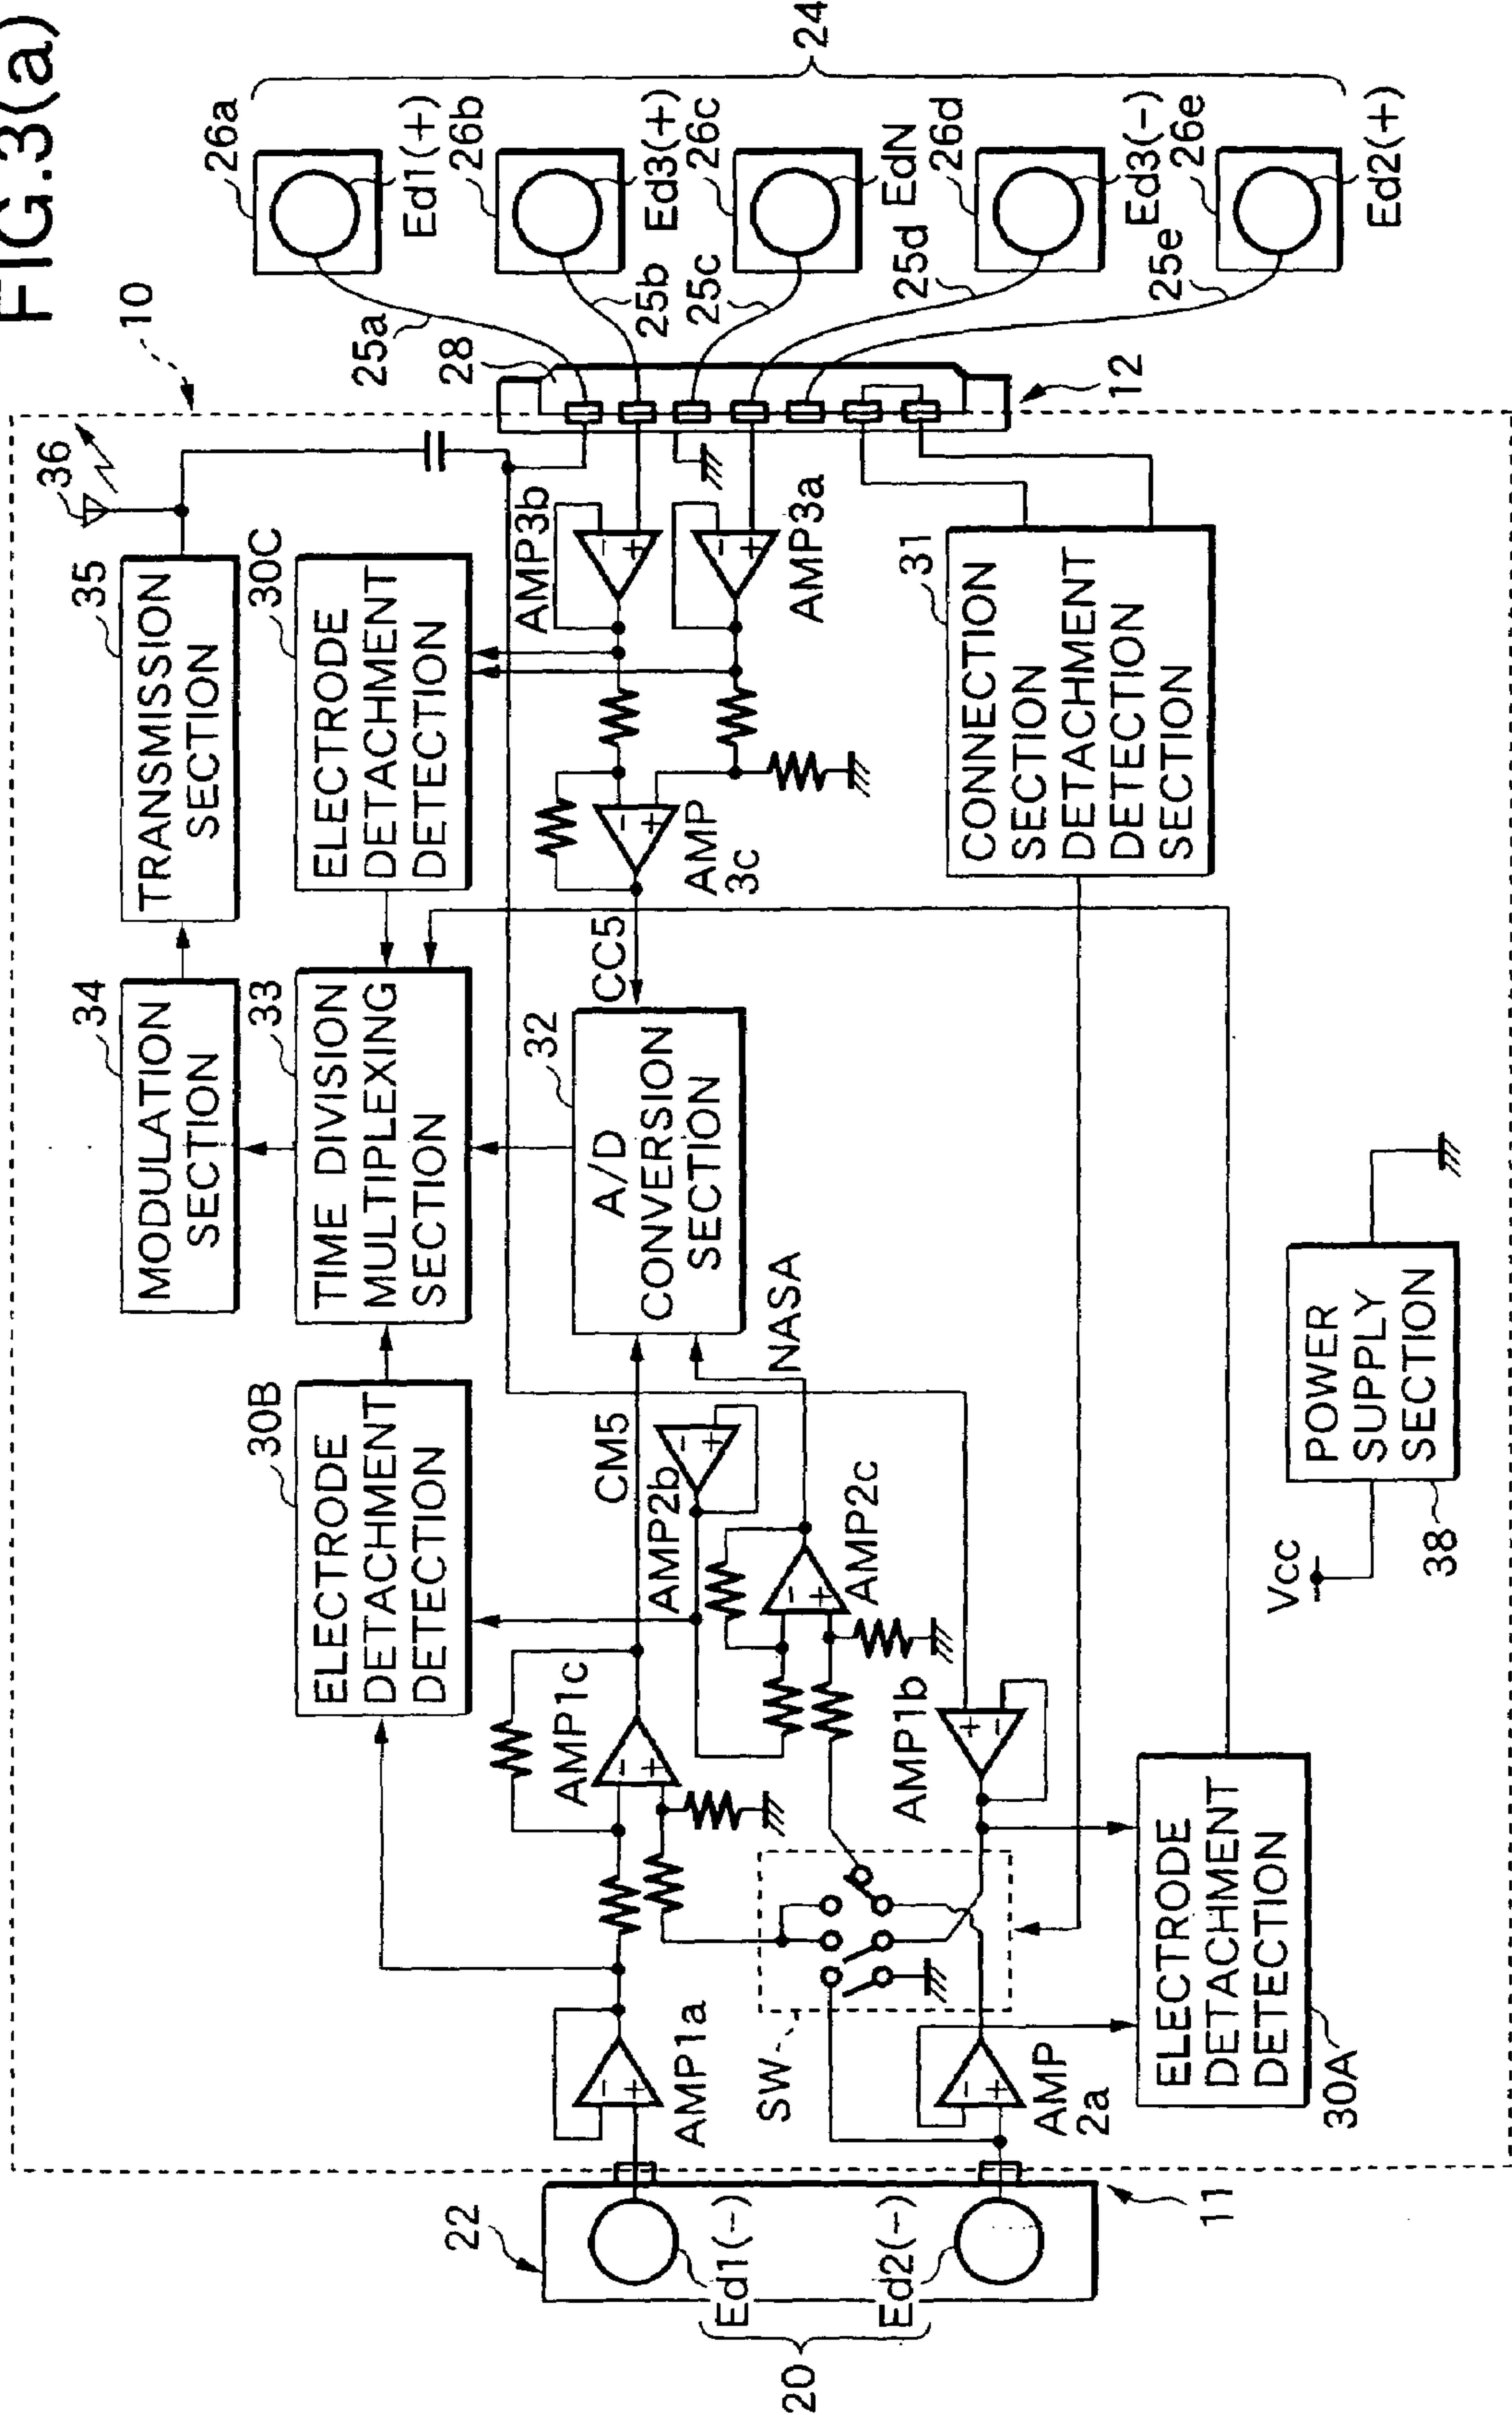 FIG.3(a)
10
36
35
TRANSMISSION
SECTION
34
MODULATION
SECTION
30C
ELECTRODE
DETACHMENT
DETECTION
33
TIME DIVISION
MULTIPLEXING
SECTION
30B
ELECTRODE
DETACHMENT
DETECTION
32
A/D
CONVERSION
SECTION
CC5
CM5
NASA
AMP3b
AMP3a
AMP
3c
AMP1a
AMP1c
AMP2b
AMP2c
AMP1b
AMP
2a
SW
31
CONNECTION
SECTION
DETACHMENT
DETECTION
SECTION
30A
ELECTRODE
DETACHMENT
DETECTION
Vcc
38
POWER
SUPPLY
SECTION
22
Ed1(−)
Ed2(−)
20
11
12
28
25a
25b
25c
25d
25e
26a
Ed1(+)
26b
Ed3(+)
26c
EdN
26d
Ed3(−)
26e
Ed2(+)
24